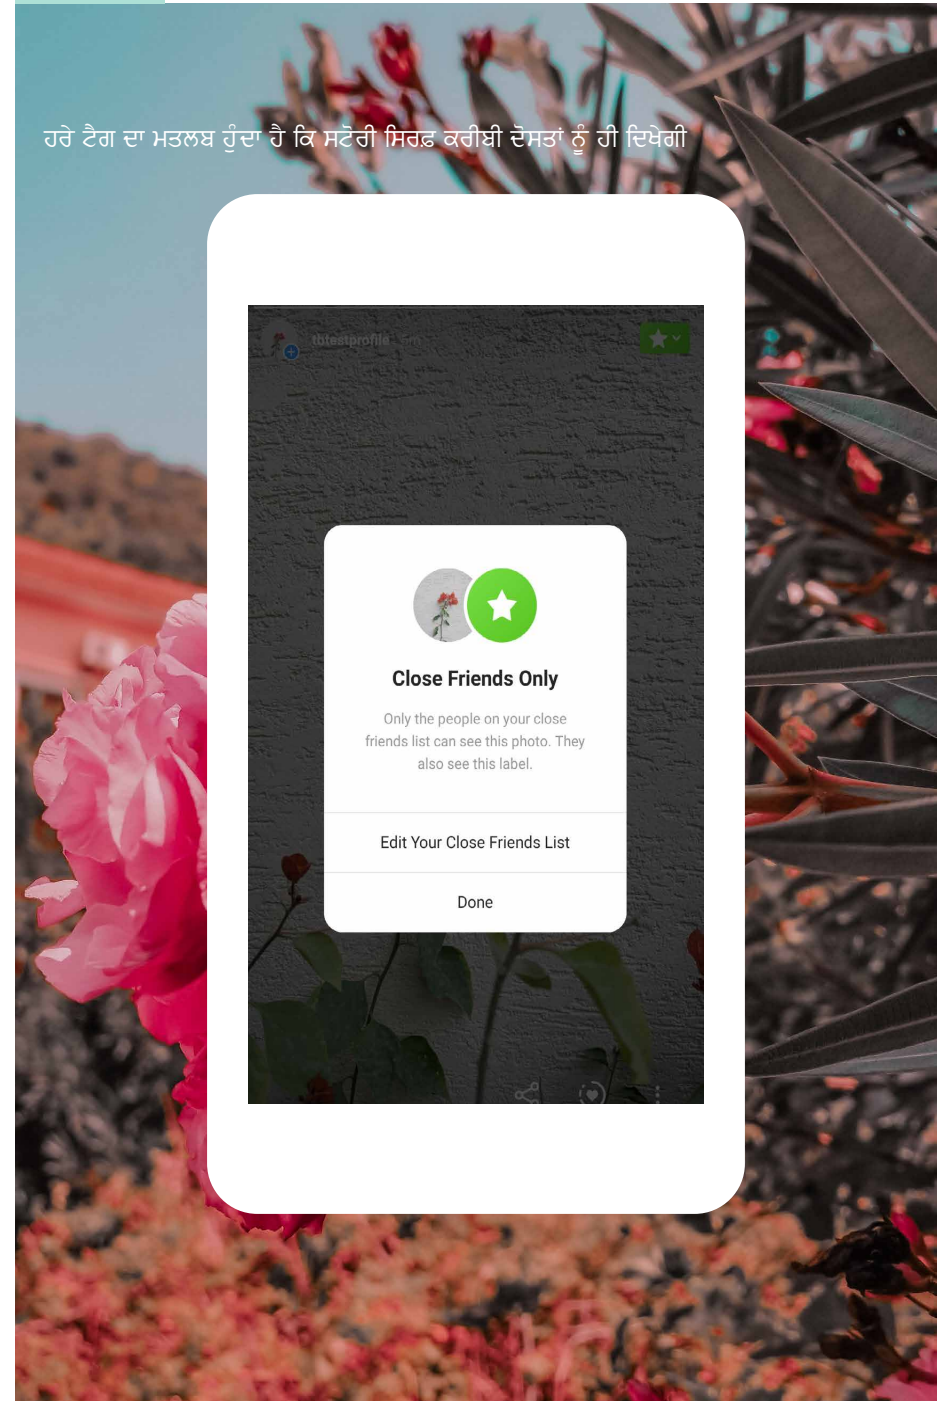 ਹਰੇ ਟੈਗ ਦਾ ਮਤਲਬ ਹੁੰਦਾ ਹੈ ਕਿ ਸਟੋਰੀ ਸਿਰਫ਼ ਕਰੀਬੀ ਦੋਸਤਾਂ ਨੂੰ ਹੀ ਦਿਖੇਗੀ
tbtestprofile
Close Friends Only
Only the people on your close
friends list can see this photo. They
also see this label.
Edit Your Close Friends List
Done